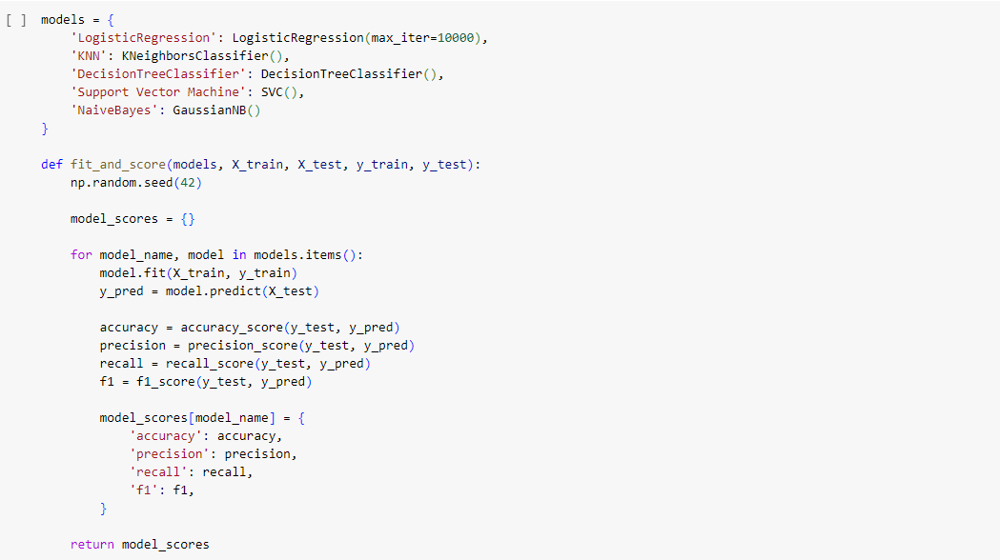 [ ] models = {
'LogisticRegression': LogisticRegression(max_iter=10000),
'KNN': KNeighborsClassifier(),
'DecisionTreeClassifier': DecisionTreeClassifier(),
'Support Vector Machine': SVC(),
'NaiveBayes': GaussianNB()
}
def fit_and_score(models, X_train, X_test, y_train, y_test):
np.random.seed(42)
model_scores = {}
for model_name, model in models.items():
model.fit(X_train, y_train)
y_pred = model.predict(X_test)
accuracy = accuracy_score(y_test, y_pred)
precision = precision_score(y_test, y_pred)
recall = recall_score(y_test, y_pred)
f1 = f1_score(y_test, y_pred)
model_scores[model_name] = {
'accuracy': accuracy,
'precision': precision,
'recall': recall,
'f1': f1,
}
return model_scores